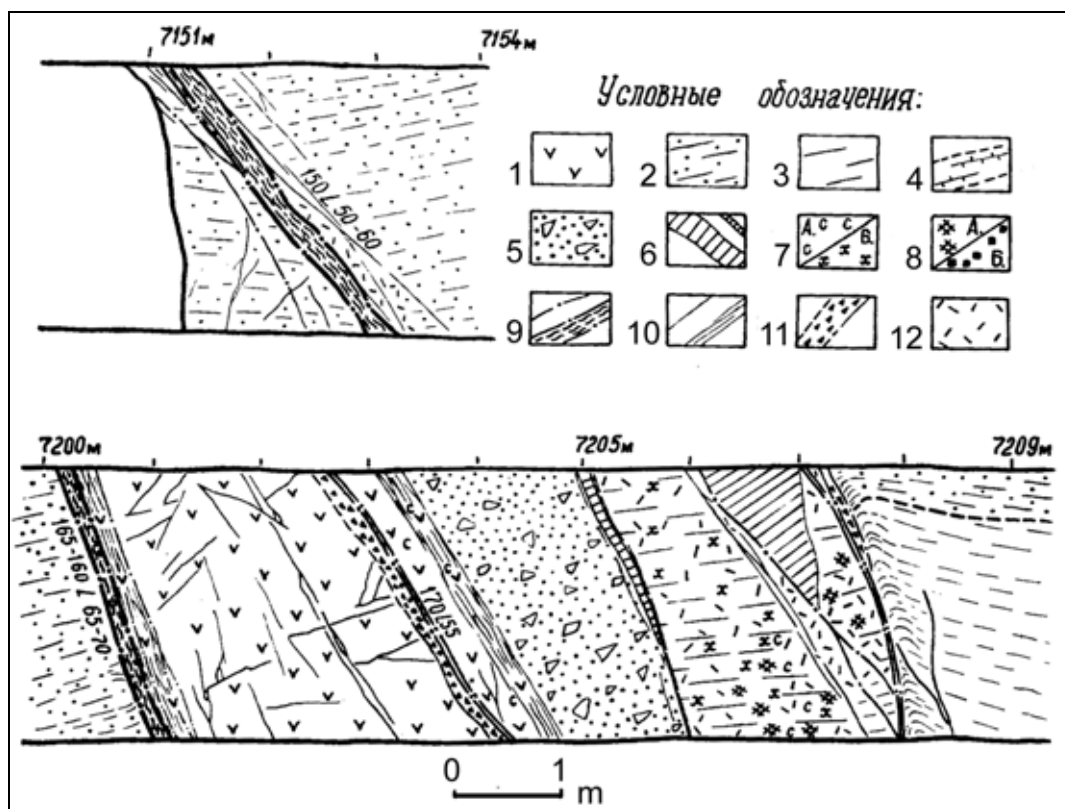 7151м 7154м
150∠50-60
Условные обозначения:
1 2 3 4
5 6 7 А. с с с Б. х х х 8 А. Б.
9 10 11 12
7200м 7205м 7209м
165-160∠65-70
170/55
с
с
х с
с
с
с
0 1
m